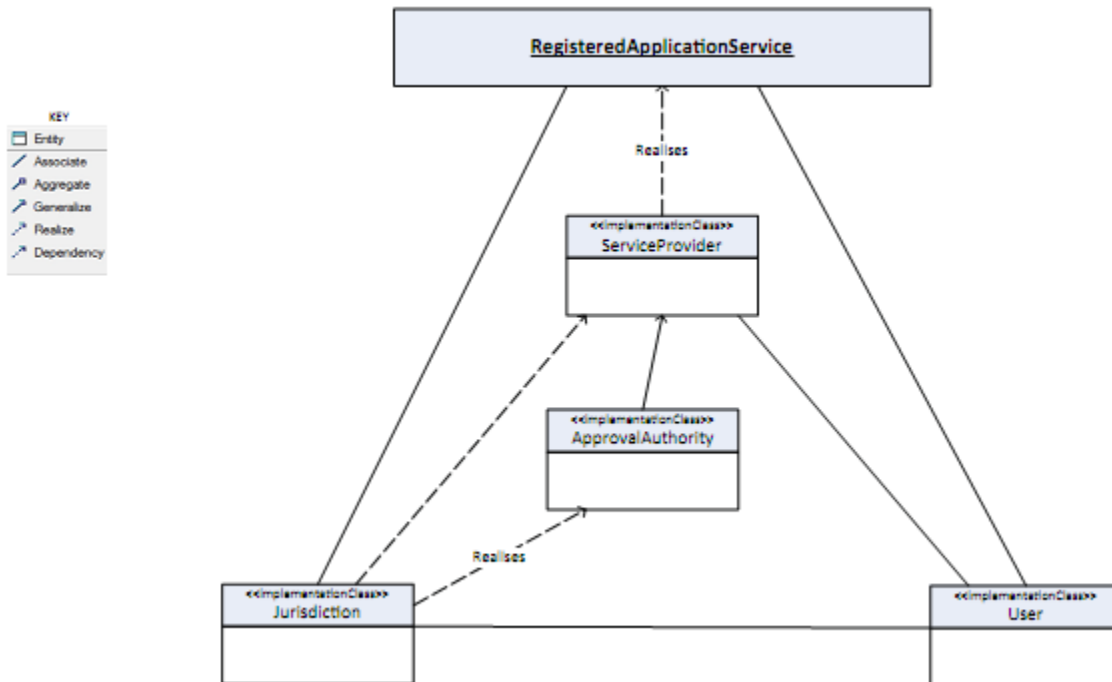 RegisteredApplicationService
KEY
Entity
Associate
Aggregate
Generalize
Realize
Dependency
Realises
<<ImplementationClass>>
ServiceProvider
<<ImplementationClass>>
ApprovalAuthority
Realises
<<ImplementationClass>>
Jurisdiction
<<ImplementationClass>>
User